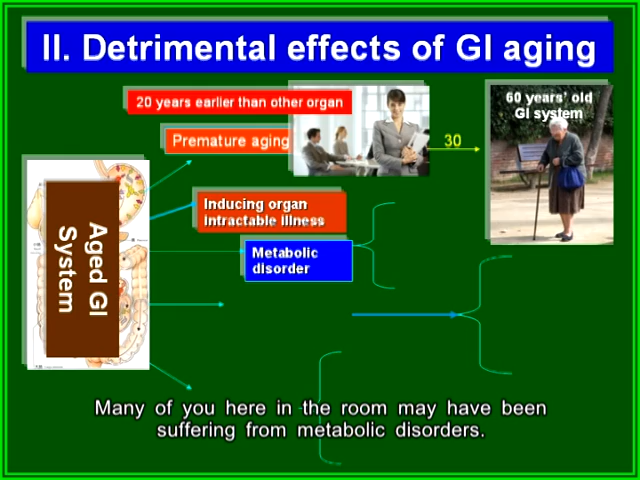 II. Detrimental effects of GI aging
20 years earlier than other organ
Premature aging
30
60 years' old
GI system
Inducing organ
intractable illness
Metabolic
disorder
Aged GI
System
Many of you here in the room may have been
suffering from metabolic disorders.